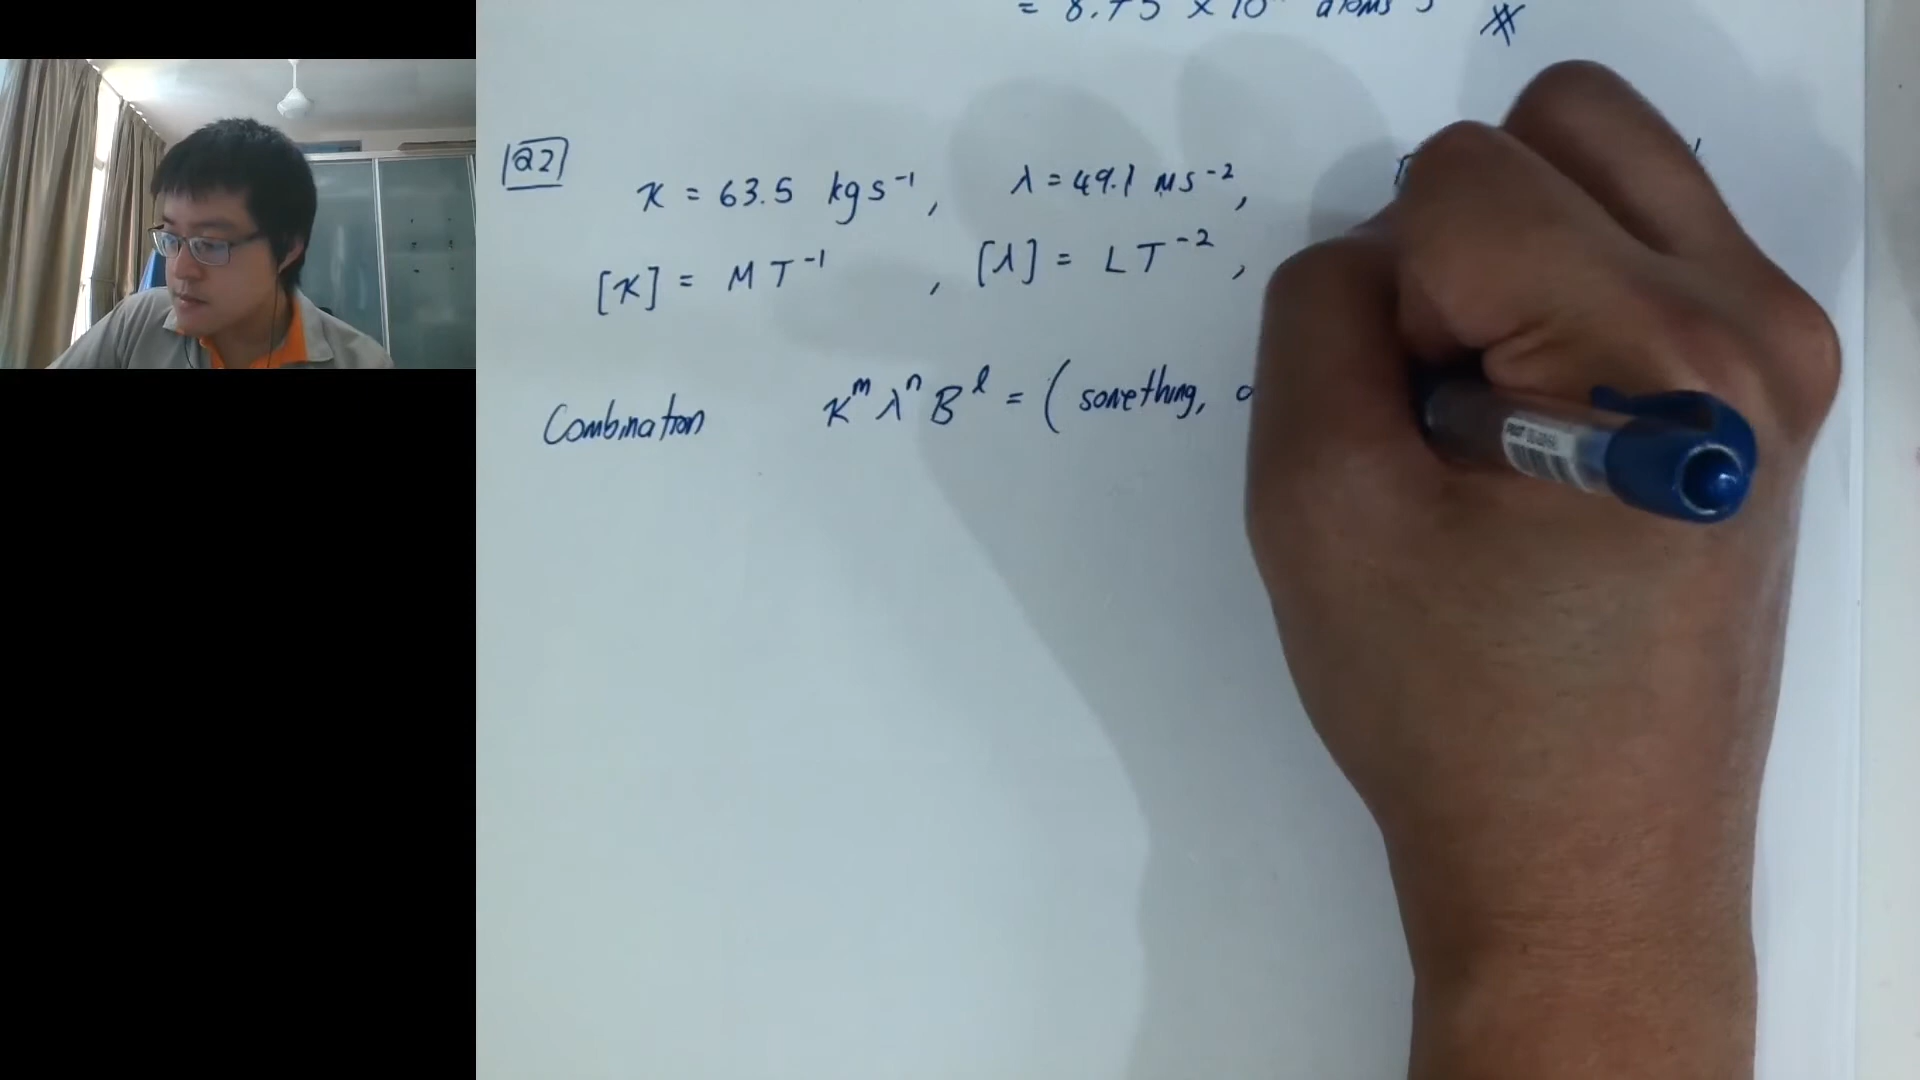 = 8.75 × 10 atoms s
Q2
κ = 63.5 kg s⁻¹, λ = 49.1 m s⁻²,
[κ] = M T⁻¹, [λ] = L T⁻²,
Combination κᵐ λⁿ Bˡ = ( something,